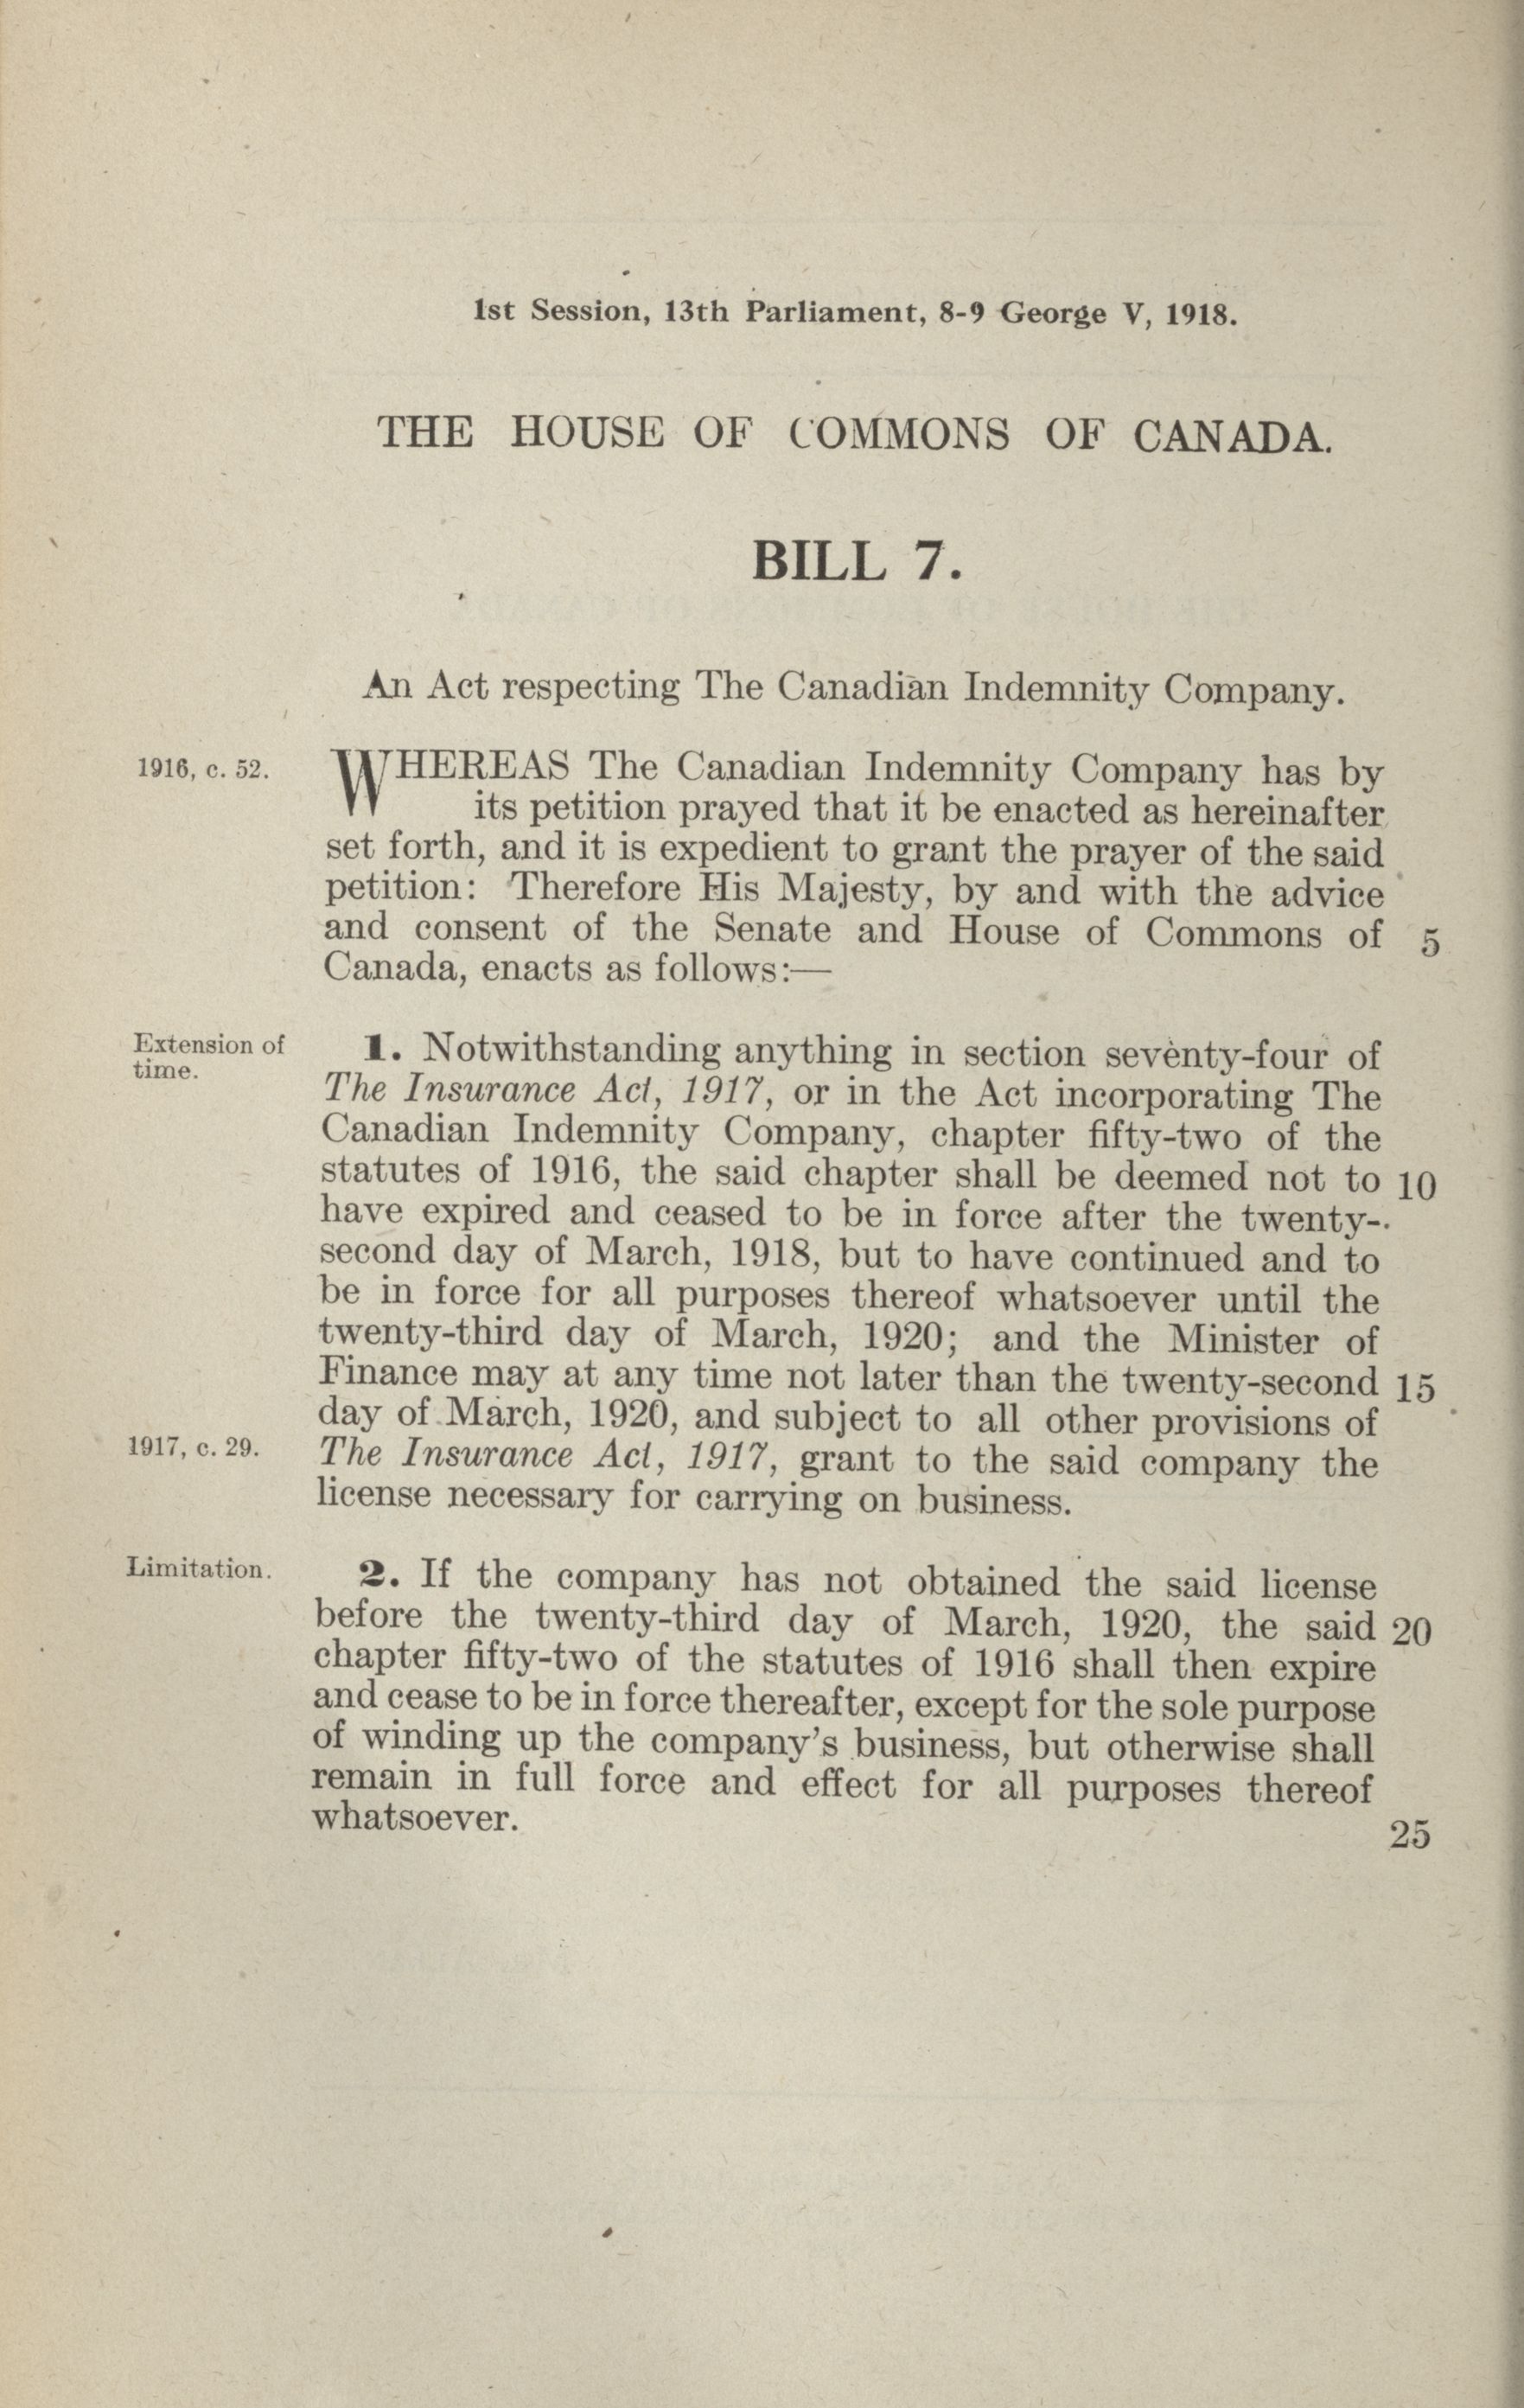 1st Session, 13th Parliament, 8-9 George V, 1918.
THE HOUSE OF COMMONS OF CANADA.
BILL 7.
An Act respecting The Canadian Indemnity Company.
1916, c. 52.
WHEREAS The Canadian Indemnity Company has by
its petition prayed that it be enacted as hereinafter
set forth, and it is expedient to grant the prayer of the said
petition: Therefore His Majesty, by and with the advice
and consent of the Senate and House of Commons of 5
Canada, enacts as follows:—
Extension of
time.
1. Notwithstanding anything in section seventy-four of
The Insurance Act, 1917, or in the Act incorporating The
Canadian Indemnity Company, chapter fifty-two of the
statutes of 1916, the said chapter shall be deemed not to 10
have expired and ceased to be in force after the twenty-
second day of March, 1918, but to have continued and to
be in force for all purposes thereof whatsoever until the
twenty-third day of March, 1920; and the Minister of
Finance may at any time not later than the twenty-second 15
day of March, 1920, and subject to all other provisions of
1917, c. 29.
The Insurance Act, 1917, grant to the said company the
license necessary for carrying on business.
Limitation.
2. If the company has not obtained the said license
before the twenty-third day of March, 1920, the said 20
chapter fifty-two of the statutes of 1916 shall then expire
and cease to be in force thereafter, except for the sole purpose
of winding up the company's business, but otherwise shall
remain in full force and effect for all purposes thereof
whatsoever. 25